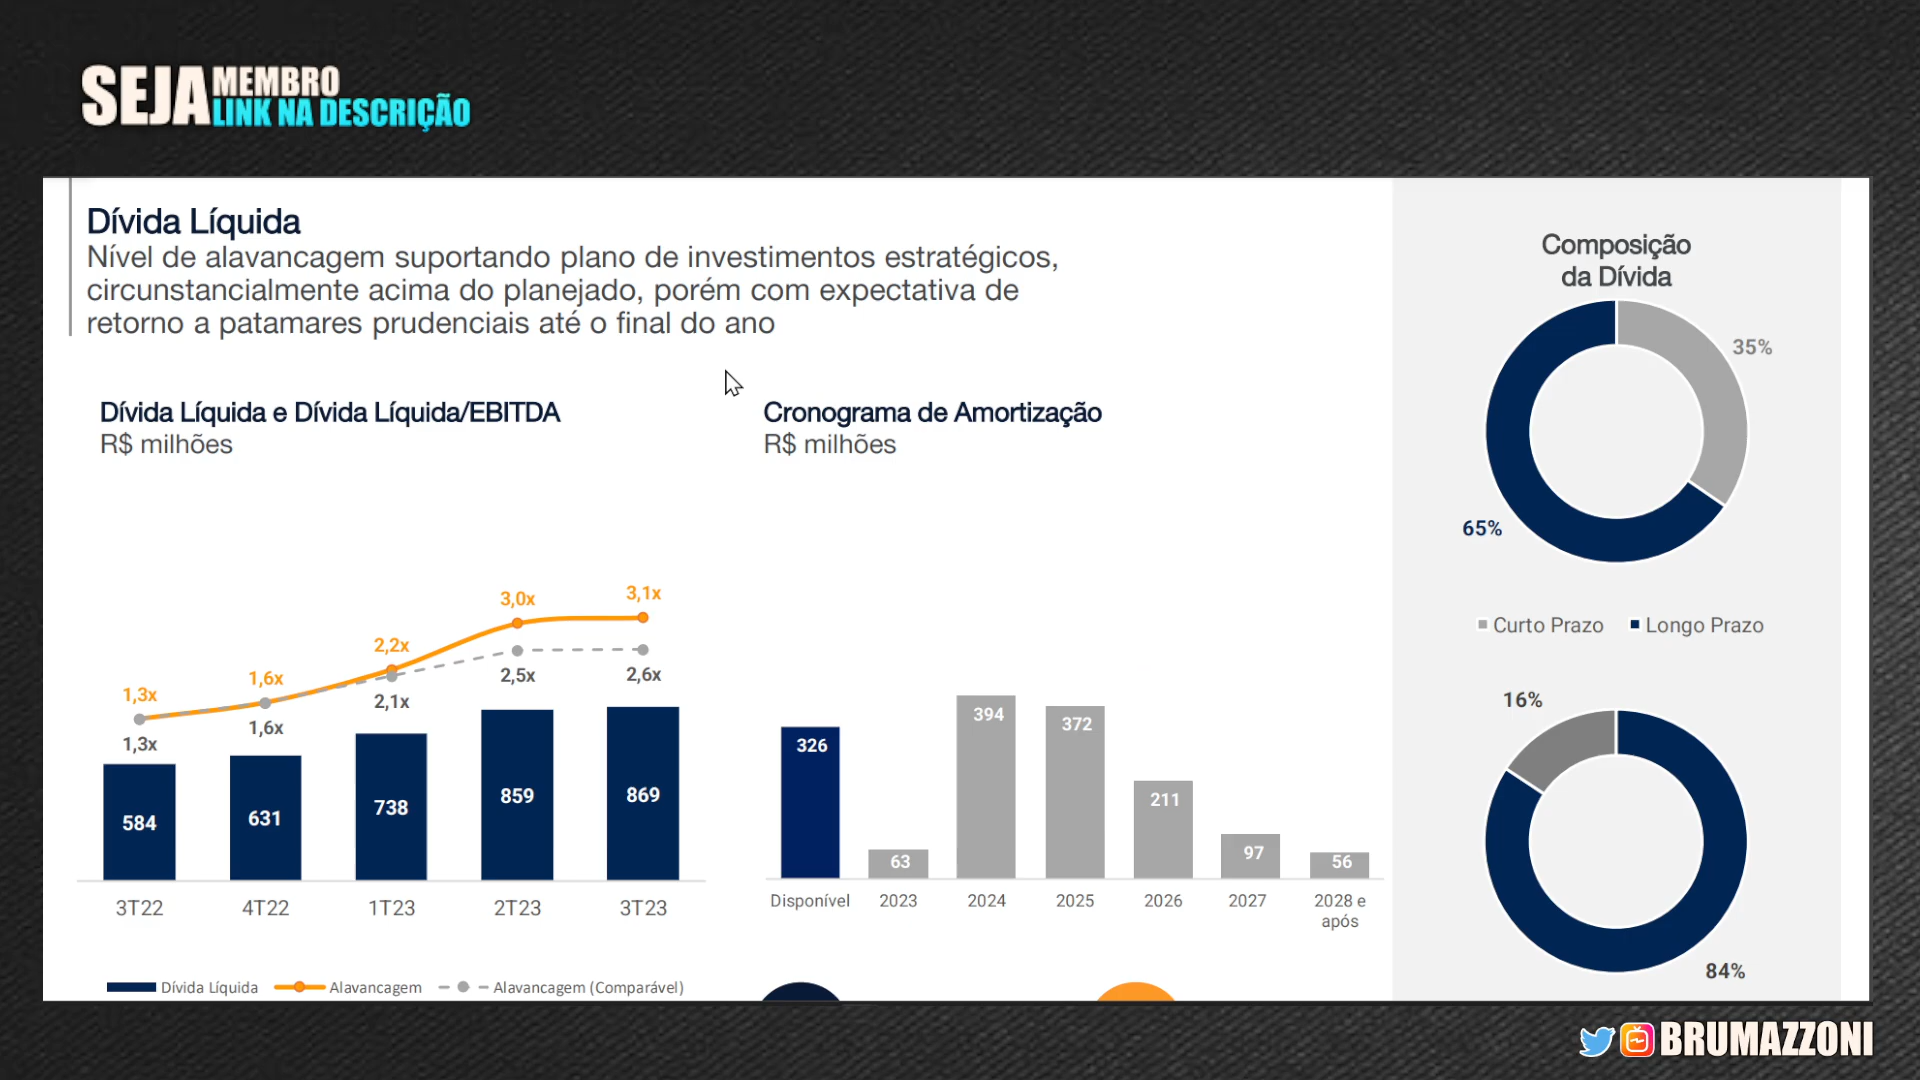 SEJA MEMBRO
LINK NA DESCRIÇÃO
Dívida Líquida
Nível de alavancagem suportando plano de investimentos estratégicos,
circunstancialmente acima do planejado, porém com expectativa de
retorno a patamares prudenciais até o final do ano
Dívida Líquida e Dívida Líquida/EBITDA
R$ milhões
3,0x
3,1x
2,2x
1,6x
1,3x
2,5x
2,6x
2,1x
1,6x
1,3x
584
631
738
859
869
3T22
4T22
1T23
2T23
3T23
Dívida Líquida
Alavancagem
Alavancagem (Comparável)
Cronograma de Amortização
R$ milhões
326
63
394
372
211
97
56
Disponível
2023
2024
2025
2026
2027
2028 e
após
Composição
da Dívida
35%
65%
Curto Prazo
Longo Prazo
16%
84%
BRUMAZZONI